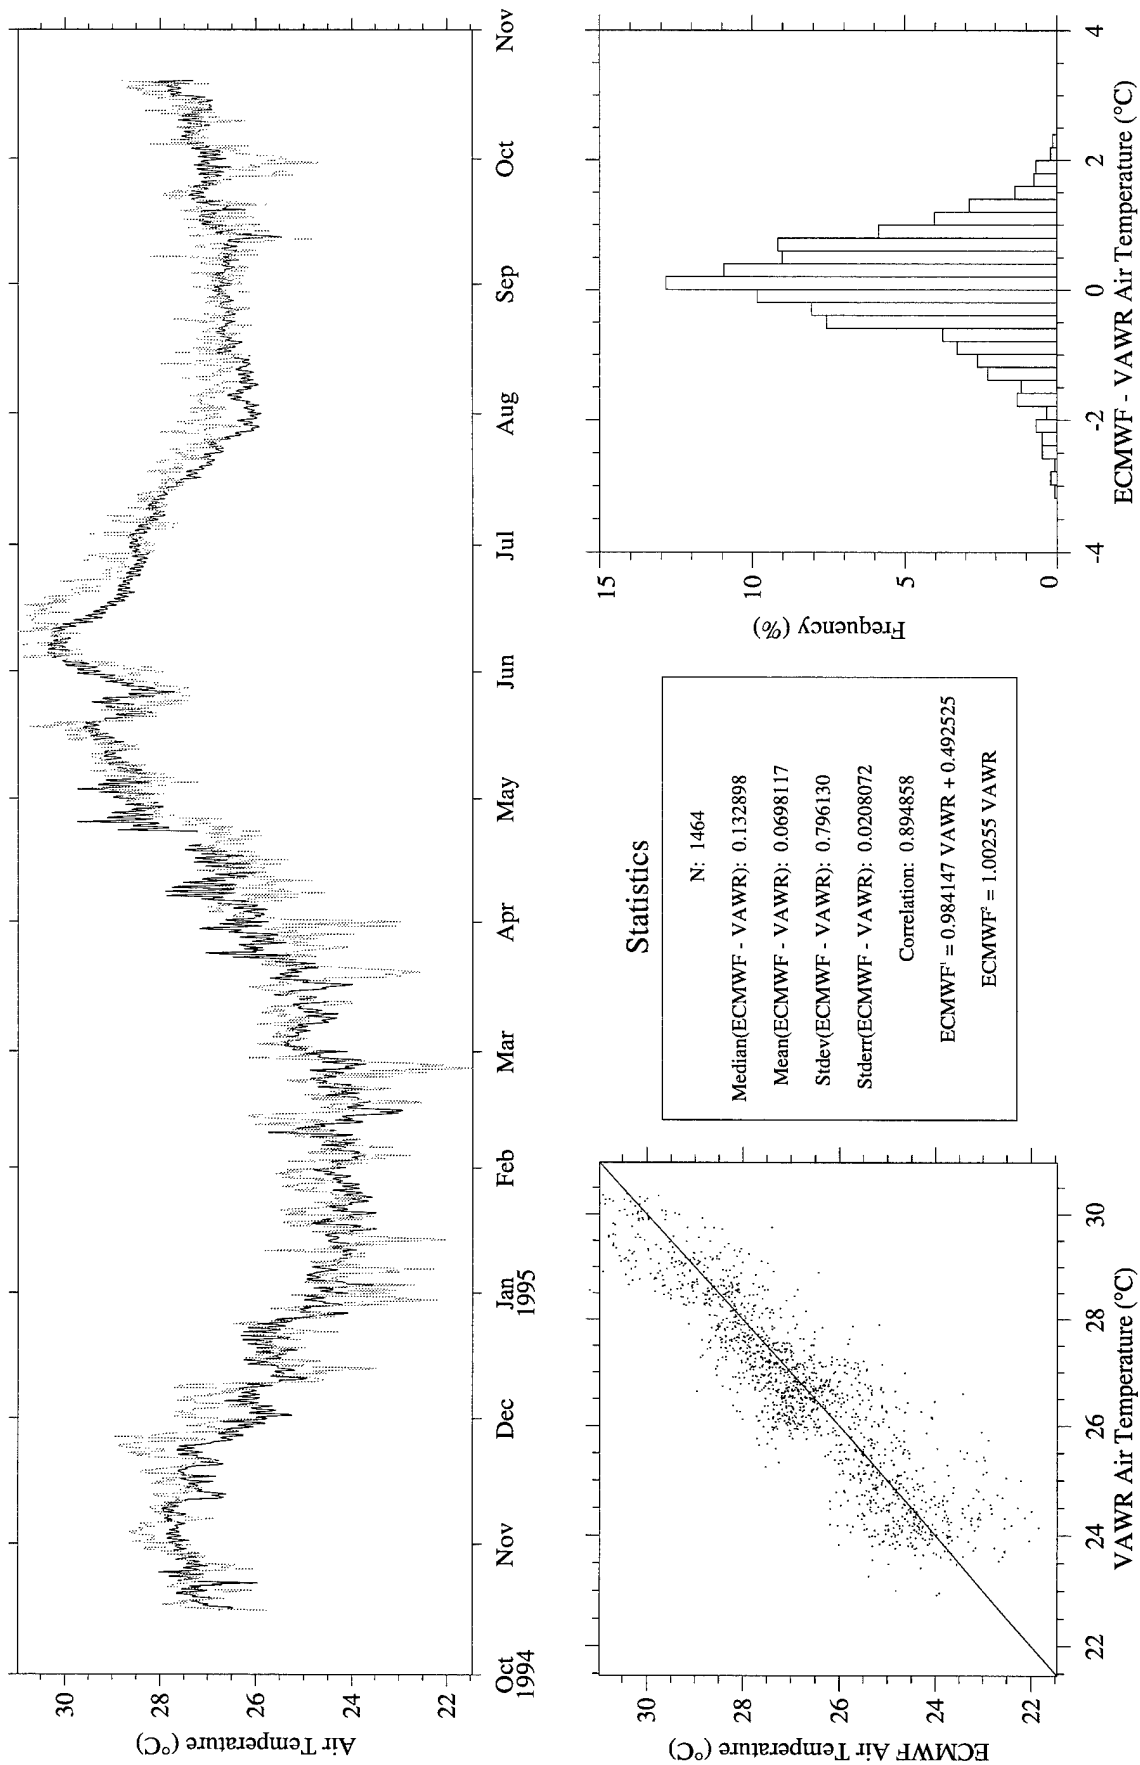 30
28
26
24
22
Air Temperature (°C)
Oct
1994
Nov
Dec
Jan
1995
Feb
Mar
Apr
May
Jun
Jul
Aug
Sep
Oct
Nov
30
28
26
24
22
ECMWF Air Temperature (°C)
22
24
26
28
30
VAWR Air Temperature (°C)
Statistics
N: 1464
Median(ECMWF - VAWR): 0.132898
Mean(ECMWF - VAWR): 0.0698117
Stdev(ECMWF - VAWR): 0.796130
Stderr(ECMWF - VAWR): 0.0208072
Correlation: 0.894858
ECMWF¹ = 0.984147 VAWR + 0.492525
ECMWF² = 1.00255 VAWR
15
10
5
0
Frequency (%)
-4
-2
0
2
4
ECMWF - VAWR Air Temperature (°C)